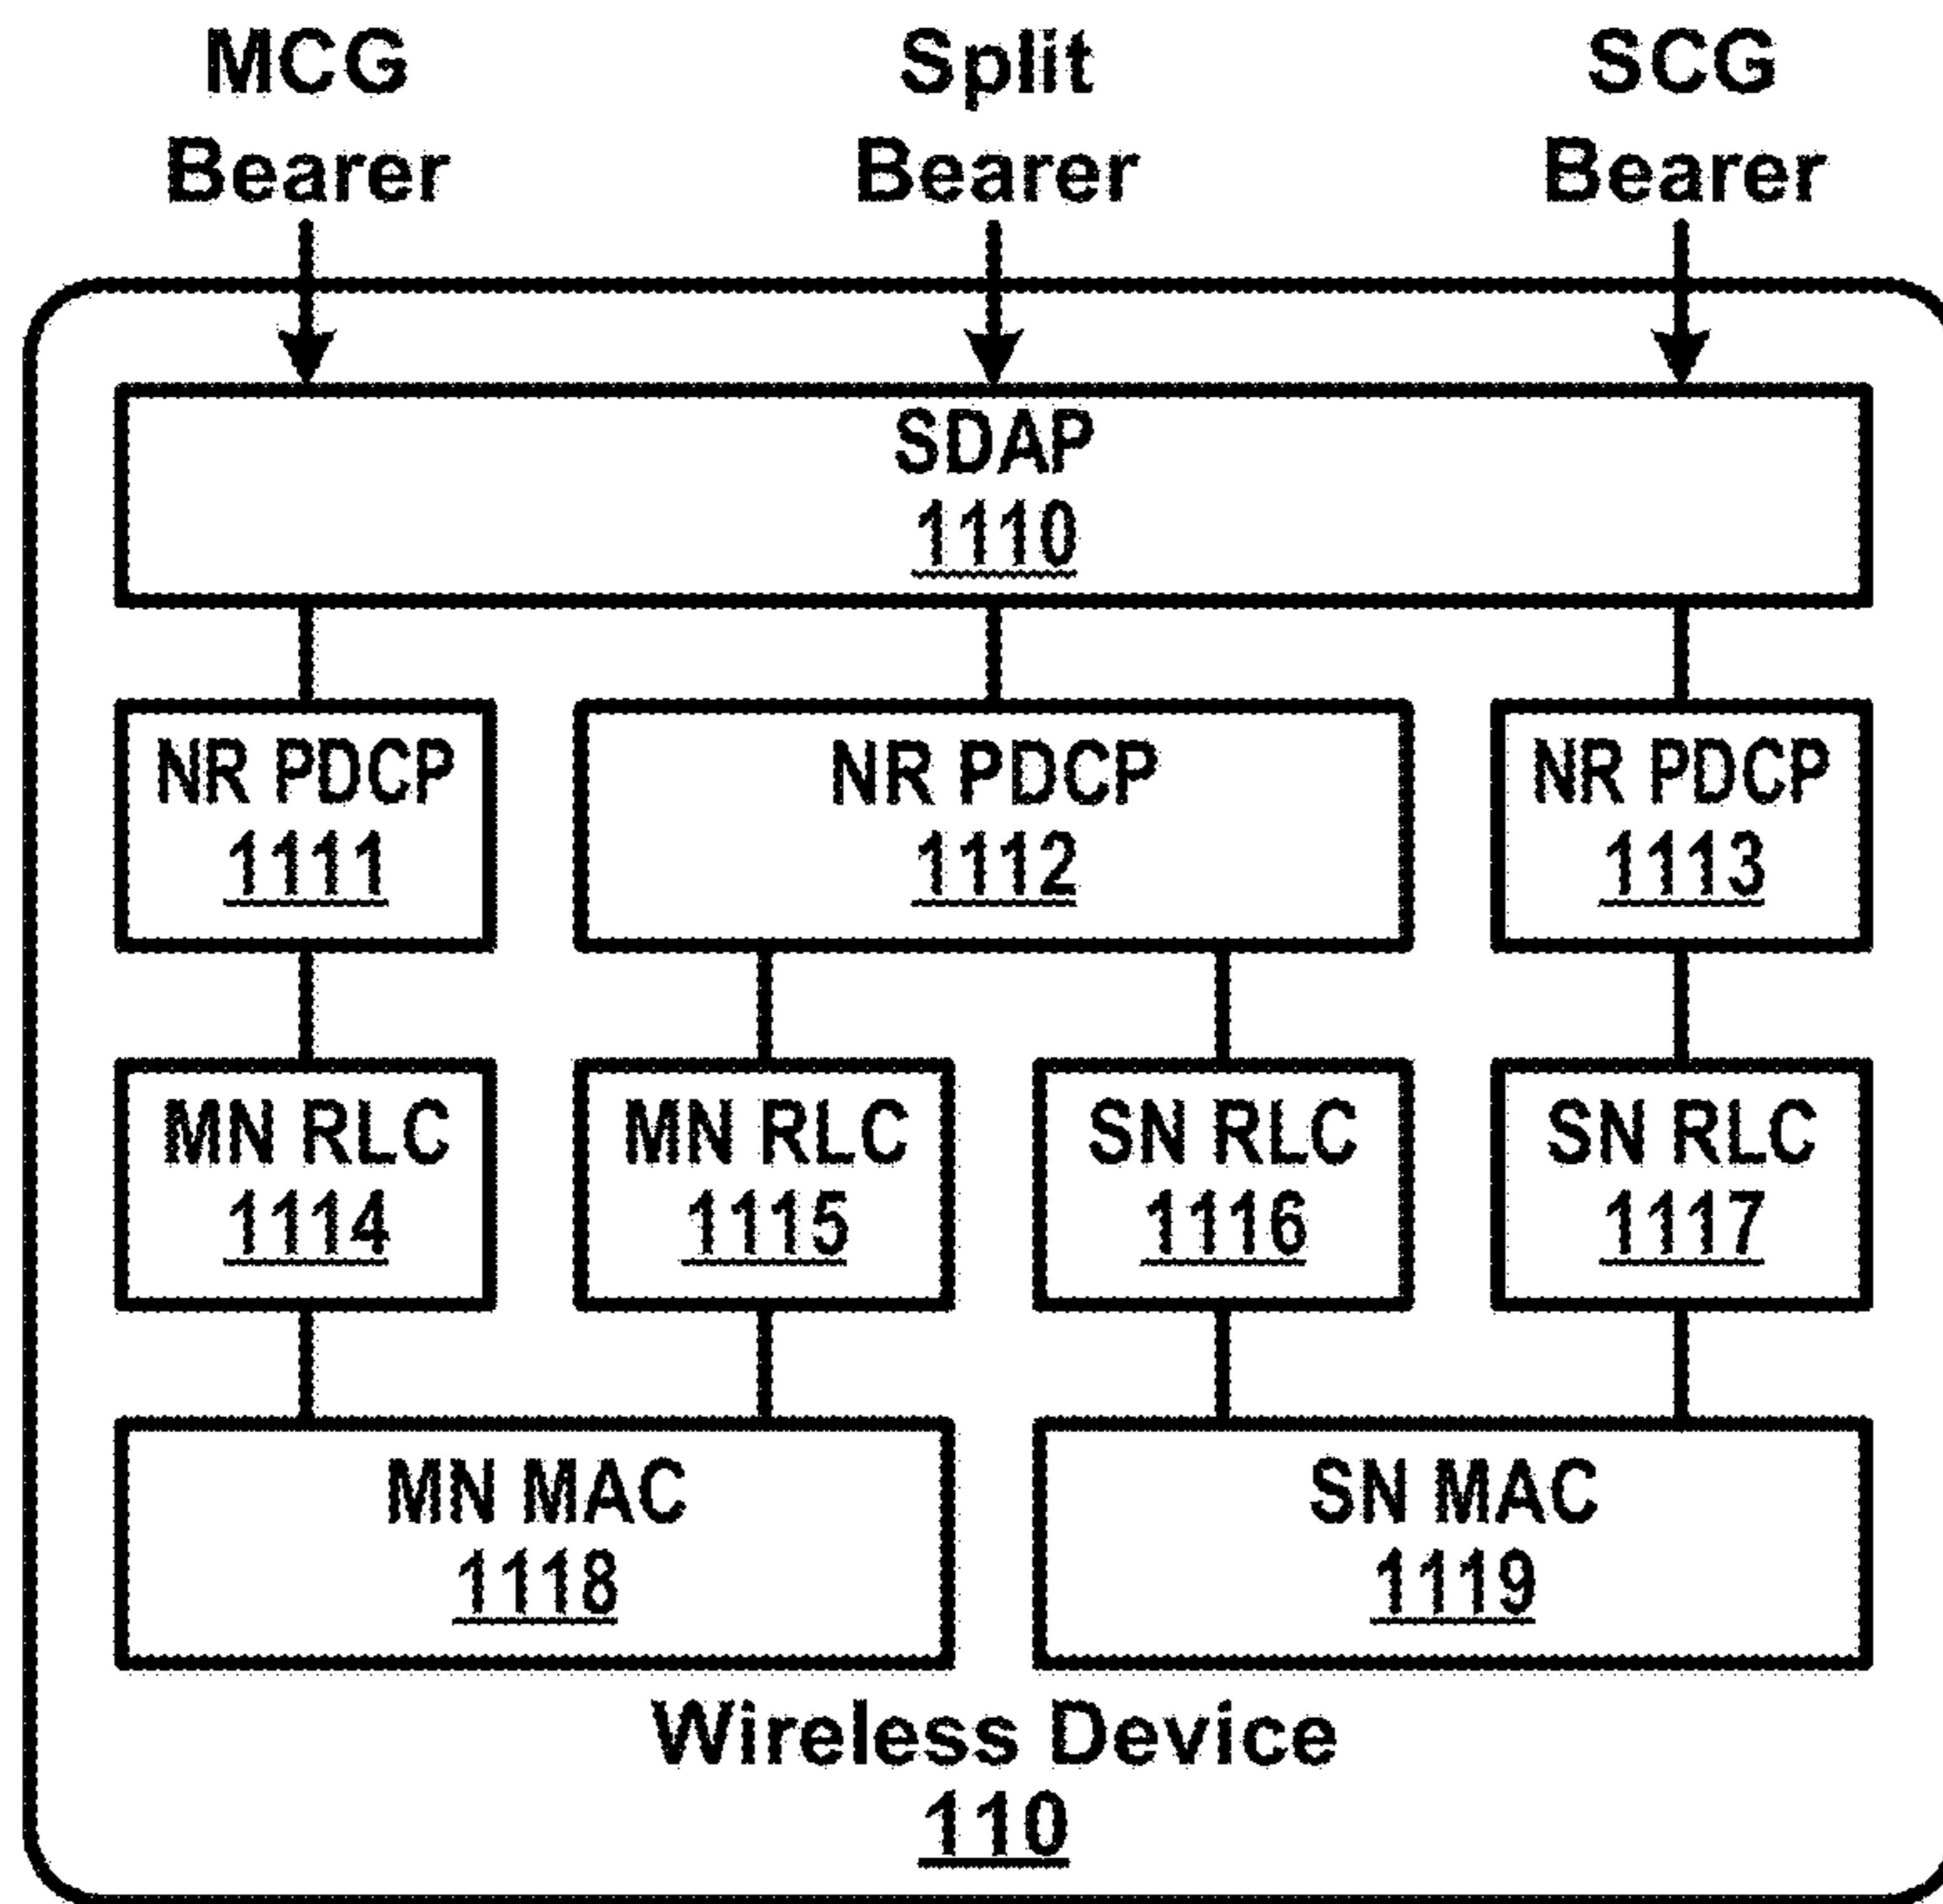 MCG Bearer
Split Bearer
SCG Bearer
SDAP
1110
NR PDCP
1111
NR PDCP
1112
NR PDCP
1113
MN RLC
1114
MN RLC
1115
SN RLC
1116
SN RLC
1117
MN MAC
1118
SN MAC
1119
Wireless Device
110